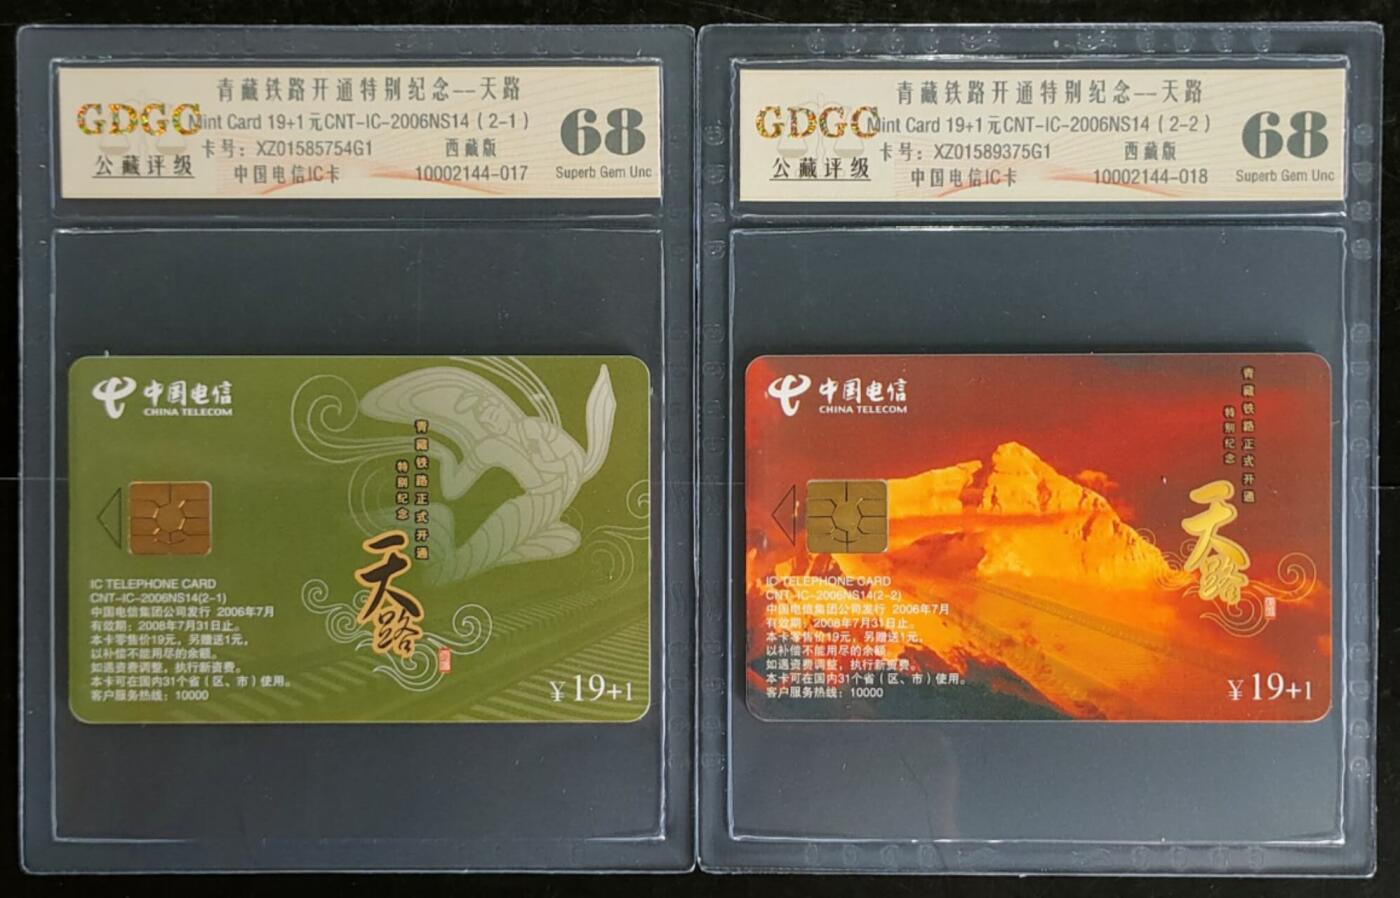 青藏铁路开通特别纪念--天路
GDGC
Mint Card 19+1元CNT-IC-2006NS14 (2-1)
68
卡号: XZ01585754G1 西藏版
公藏评级
中国电信IC卡 10002144-017
Superb Gem Unc
中国电信
CHINA TELECOM
青藏铁路正式开通
特别纪念
天路
IC TELEPHONE CARD
CNT-IC-2006NS14(2-1)
中国电信集团公司发行 2006年7月
有效期: 2008年7月31日止。
本卡零售价19元, 另赠送1元,
以补偿不能用尽的余额。
如遇资费调整, 执行新资费。
本卡可在国内31个省(区、市)使用。
客户服务热线: 10000
¥19+1
青藏铁路开通特别纪念--天路
GDGC
Mint Card 19+1元CNT-IC-2006NS14 (2-2)
68
卡号: XZ01589375G1 西藏版
公藏评级
中国电信IC卡 10002144-018
Superb Gem Unc
中国电信
CHINA TELECOM
青藏铁路正式开通
特别纪念
天路
IC TELEPHONE CARD
CNT-IC-2006NS14(2-2)
中国电信集团公司发行 2006年7月
有效期: 2008年7月31日止。
本卡零售价19元, 另赠送1元,
以补偿不能用尽的余额
如遇资费调整, 执行新资费。
本卡可在国内31个省(区、市)使用。
客户服务热线: 10000
¥19+1